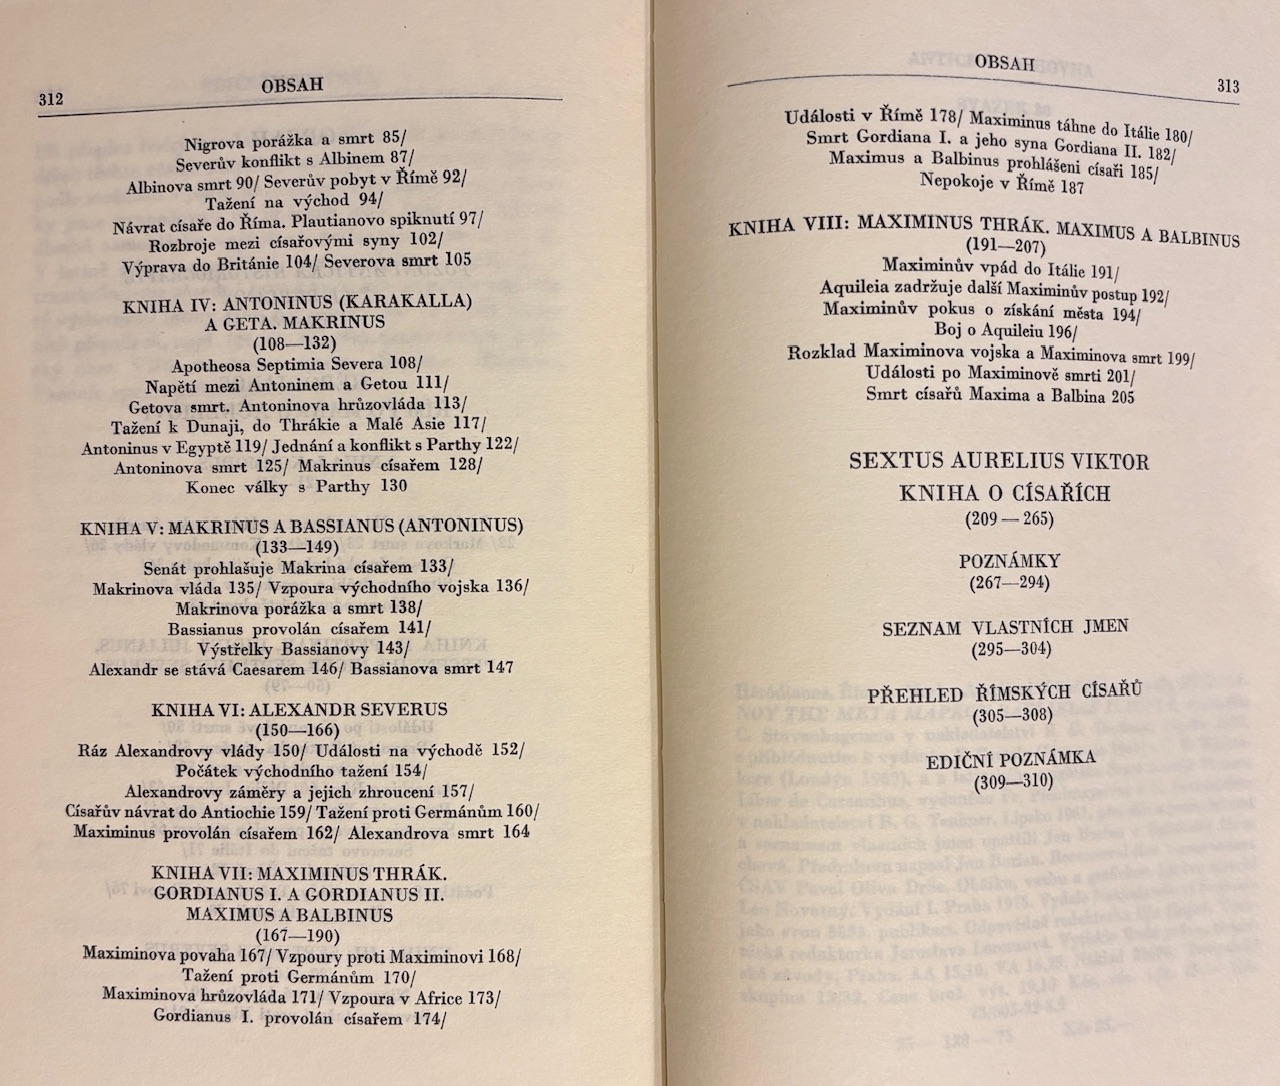 312
OBSAH
Nigrova porážka a smrt 85/
Severův konflikt s Albinem 87/
Albinova smrt 90/ Severův pobyt v Římě 92/
Tažení na východ 94/
Návrat císaře do Říma. Plautianovo spiknutí 97/
Rozbroje mezi císařovými syny 102/
Výprava do Británie 104/ Severova smrt 105
KNIHA IV: ANTONINUS (KARAKALLA)
A GETA. MAKRINUS
(108—132)
Apotheosa Septimia Severa 108/
Napětí mezi Antoninem a Getou 111/
Getova smrt. Antoninova hrůzovláda 113/
Tažení k Dunaji, do Thrákie a Malé Asie 117/
Antoninus v Egyptě 119/ Jednání a konflikt s Parthy 122/
Antoninova smrt 125/ Makrinus císařem 128/
Konec války s Parthy 130
KNIHA V: MAKRINUS A BASSIANUS (ANTONINUS)
(133—149)
Senát prohlašuje Makrina císařem 133/
Makrinova vláda 135/ Vzpoura východního vojska 136/
Makrinova porážka a smrt 138/
Bassianus provolán císařem 141/
Výstřelky Bassianovy 143/
Alexandr se stává Caesarem 146/ Bassianova smrt 147
KNIHA VI: ALEXANDR SEVERUS
(150—166)
Ráz Alexandrovy vlády 150/ Události na východě 152/
Počátek východního tažení 154/
Alexandrovy záměry a jejich zhroucení 157/
Císařův návrat do Antiochie 159/ Tažení proti Germánům 160/
Maximinus provolán císařem 162/ Alexandrova smrt 164
KNIHA VII: MAXIMINUS THRÁK.
GORDIANUS I. A GORDIANUS II.
MAXIMUS A BALBINUS
(167—190)
Maximinova povaha 167/ Vzpoury proti Maximinovi 168/
Tažení proti Germánům 170/
Maximinova hrůzovláda 171/ Vzpoura v Africe 173/
Gordianus I. provolán císařem 174/
OBSAH
313
Události v Římě 178/ Maximinus táhne do Itálie 180/
Smrt Gordiana I. a jeho syna Gordiana II. 182/
Maximus a Balbinus prohlášeni císaři 185/
Nepokoje v Římě 187
KNIHA VIII: MAXIMINUS THRÁK. MAXIMUS A BALBINUS
(191—207)
Maximinův vpád do Itálie 191/
Aquileia zadržuje další Maximinův postup 192/
Maximinův pokus o získání města 194/
Boj o Aquileiu 196/
Rozklad Maximinova vojska a Maximinova smrt 199/
Události po Maximinově smrti 201/
Smrt císařů Maxima a Balbina 205
SEXTUS AURELIUS VIKTOR
KNIHA O CÍSAŘÍCH
(209 — 265)
POZNÁMKY
(267—294)
SEZNAM VLASTNÍCH JMEN
(295—304)
PŘEHLED ŘÍMSKÝCH CÍSAŘŮ
(305—308)
EDIČNÍ POZNÁMKA
(309—310)